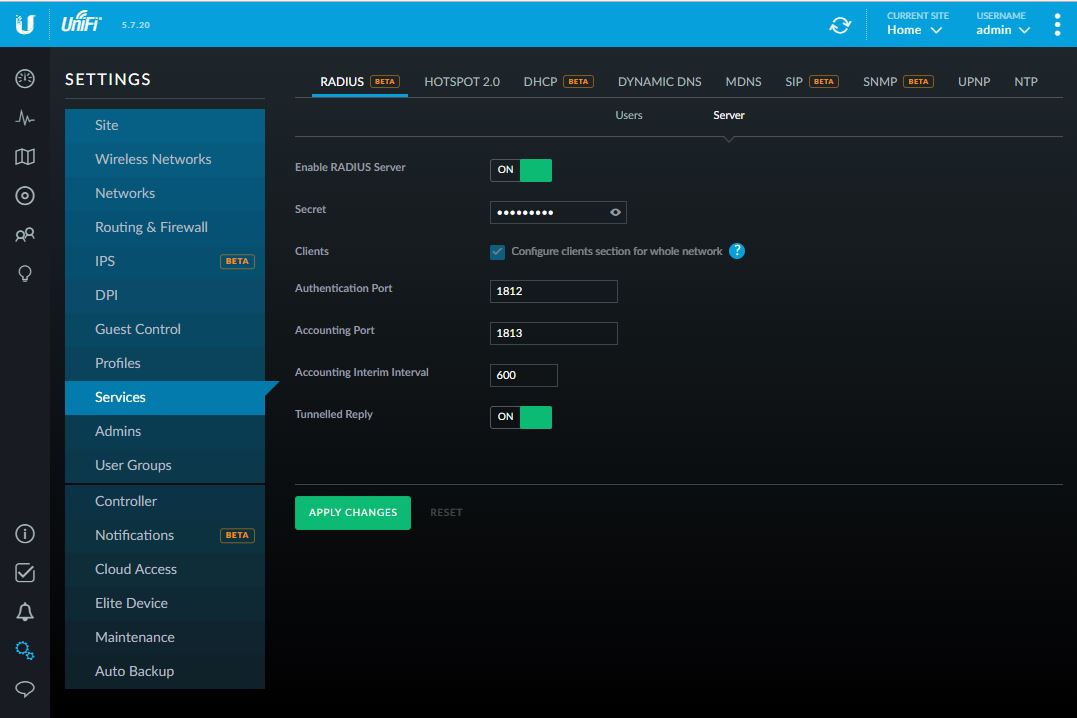 UniFi 5.7.20
CURRENT SITE
Home
USERNAME
admin
SETTINGS
Site
Wireless Networks
Networks
Routing & Firewall
IPS BETA
DPI
Guest Control
Profiles
Services
Admins
User Groups
Controller
Notifications BETA
Cloud Access
Elite Device
Maintenance
Auto Backup
RADIUS BETA HOTSPOT 2.0 DHCP BETA DYNAMIC DNS MDNS SIP BETA SNMP BETA UPNP NTP
Users Server
Enable RADIUS Server ON
Secret •••••••••
Clients Configure clients section for whole network ?
Authentication Port 1812
Accounting Port 1813
Accounting Interim Interval 600
Tunnelled Reply ON
APPLY CHANGES RESET